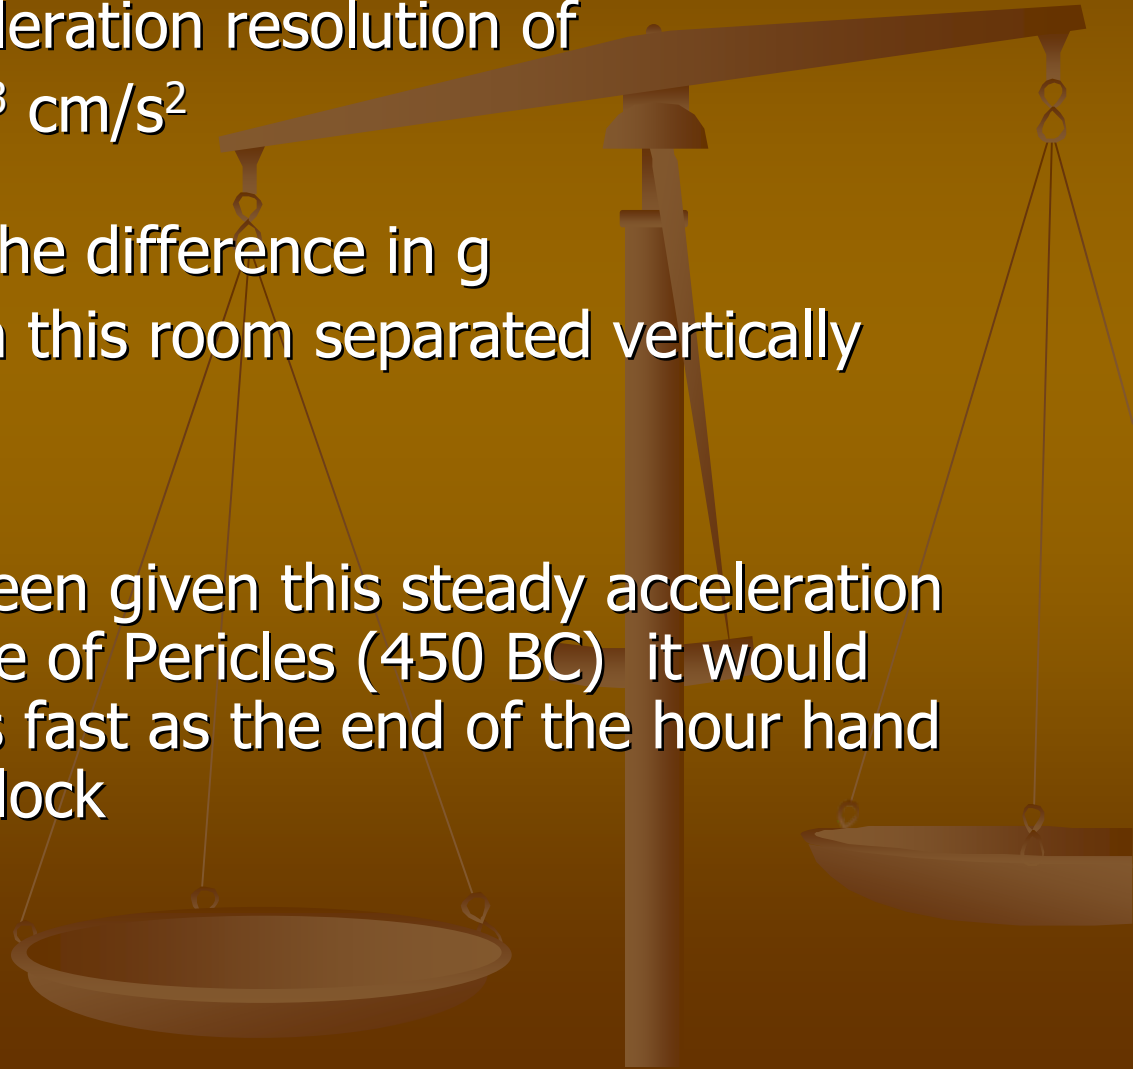 leration resolution of
³ cm/s²
he difference in g
this room separated vertically
een given this steady acceleration
e of Pericles (450 BC) it would
s fast as the end of the hour hand
lock